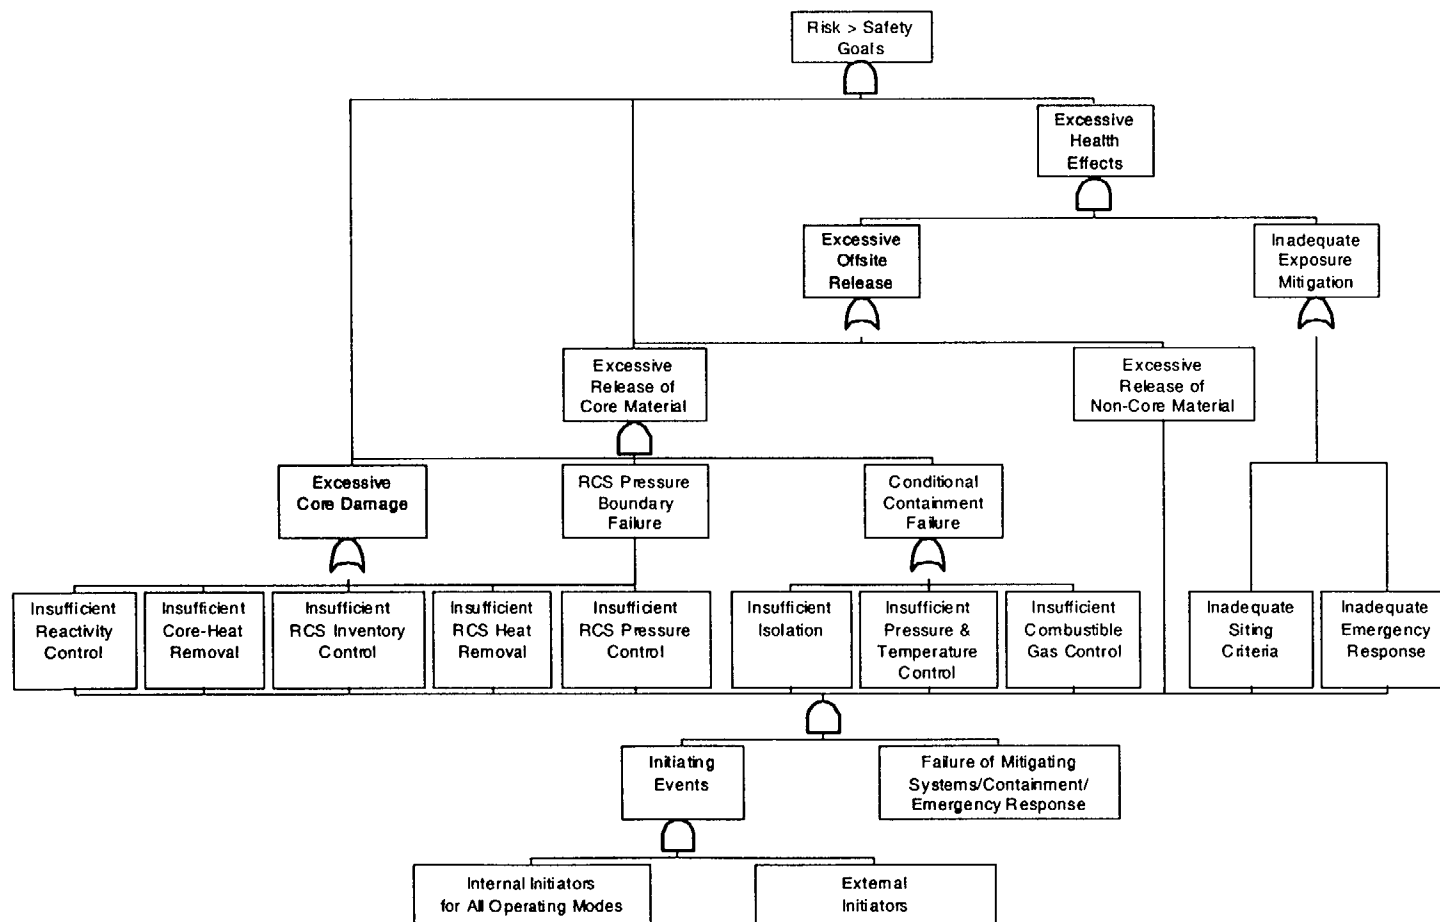 Risk > Safety
Goals
Excessive
Health
Effects
Excessive
Offsite
Release
Inadequate
Exposure
Mitigation
Excessive
Release of
Core Material
Excessive
Release of
Non-Core Material
Excessive
Core Damage
RCS Pressure
Boundary
Failure
Conditional
Containment
Failure
Insufficient
Reactivity
Control
Insufficient
Core-Heat
Removal
Insufficient
RCS Inventory
Control
Insufficient
RCS Heat
Removal
Insufficient
RCS Pressure
Control
Insufficient
Isolation
Insufficient
Pressure &
Temperature
Control
Insufficient
Combustible
Gas Control
Inadequate
Siting
Criteria
Inadequate
Emergency
Response
Initiating
Events
Failure of Mitigating
Systems/Containment/
Emergency Response
Internal Initiators
for All Operating Modes
External
Initiators